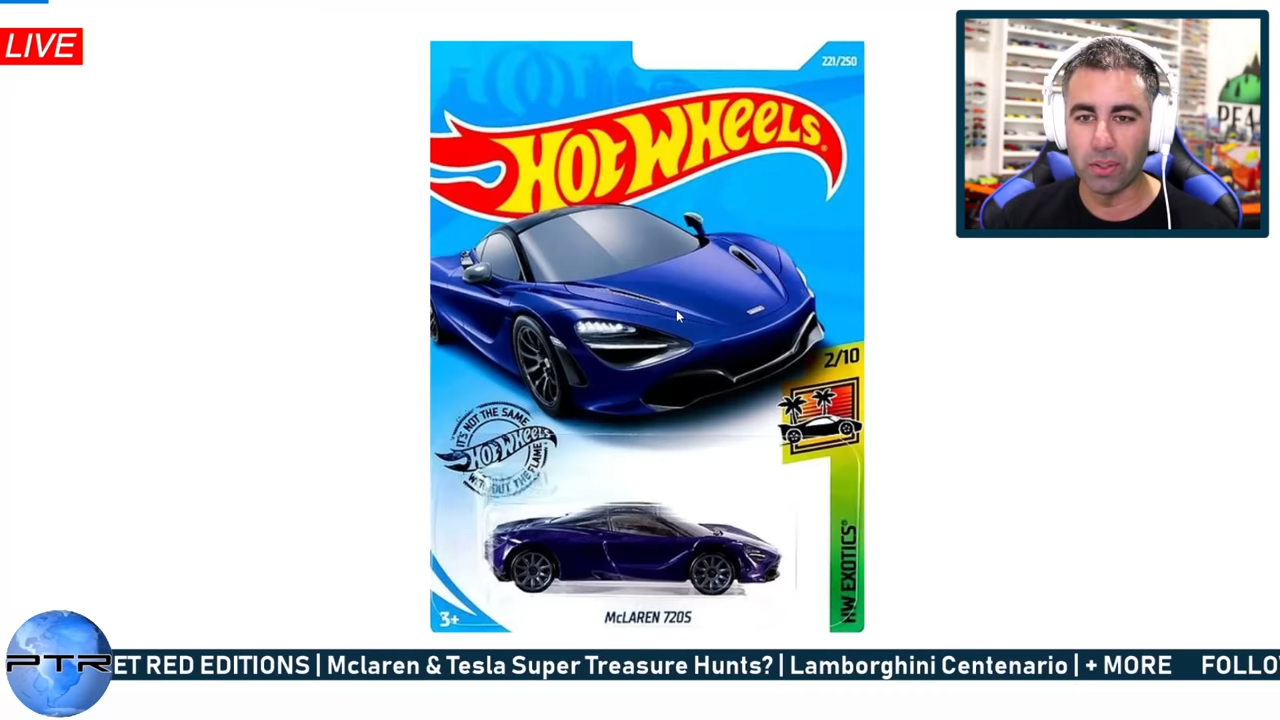 LIVE
221/250
HOT WHEELS®
PEA
2/10
IT'S NOT THE SAME
HOT WHEELS
WITHOUT THE FLAME
HW EXOTICS®
3+
McLAREN 720S
PTR
ET RED EDITIONS | Mclaren & Tesla Super Treasure Hunts? | Lamborghini Centenario | + MORE FOLLO